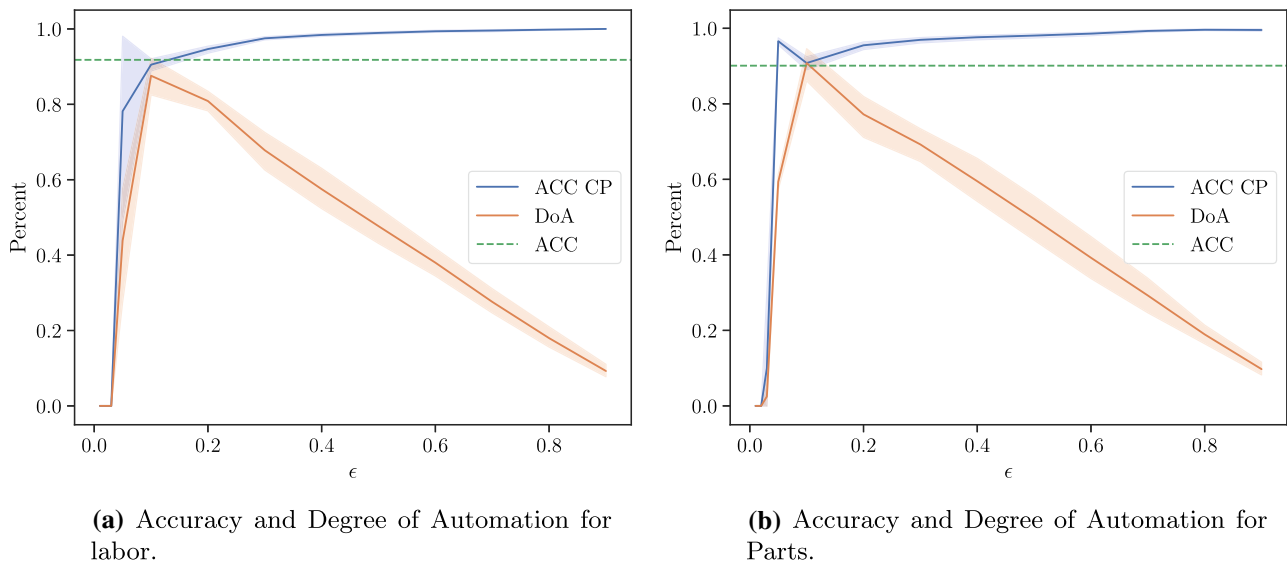 1.0
0.8
0.6
0.4
0.2
0.0
Percent
0.0 0.2 0.4 0.6 0.8
ϵ
ACC CP
DoA
ACC
(a) Accuracy and Degree of Automation for
labor.
1.0
0.8
0.6
0.4
0.2
0.0
Percent
0.0 0.2 0.4 0.6 0.8
ϵ
ACC CP
DoA
ACC
(b) Accuracy and Degree of Automation for
Parts.